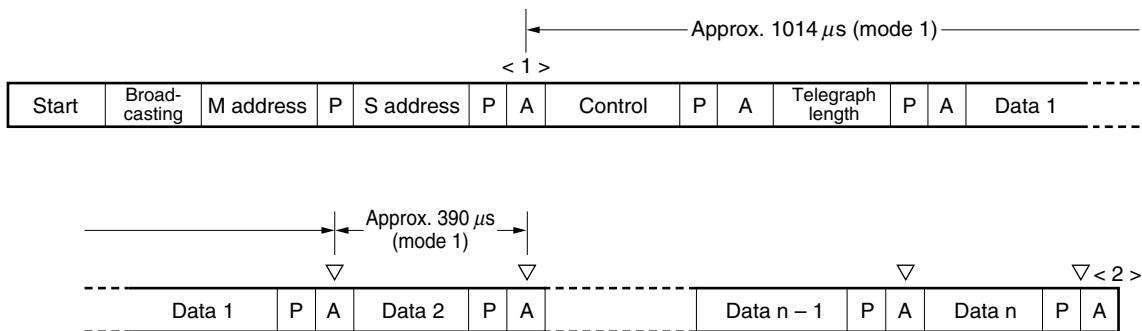 Approx. 1014 μs (mode 1)
< 1 >
Start Broad-casting M address P S address P A Control P A Telegraph length P A Data 1
Approx. 390 μs
(mode 1)
< 2 >
Data 1 P A Data 2 P A Data n – 1 P A Data n P A